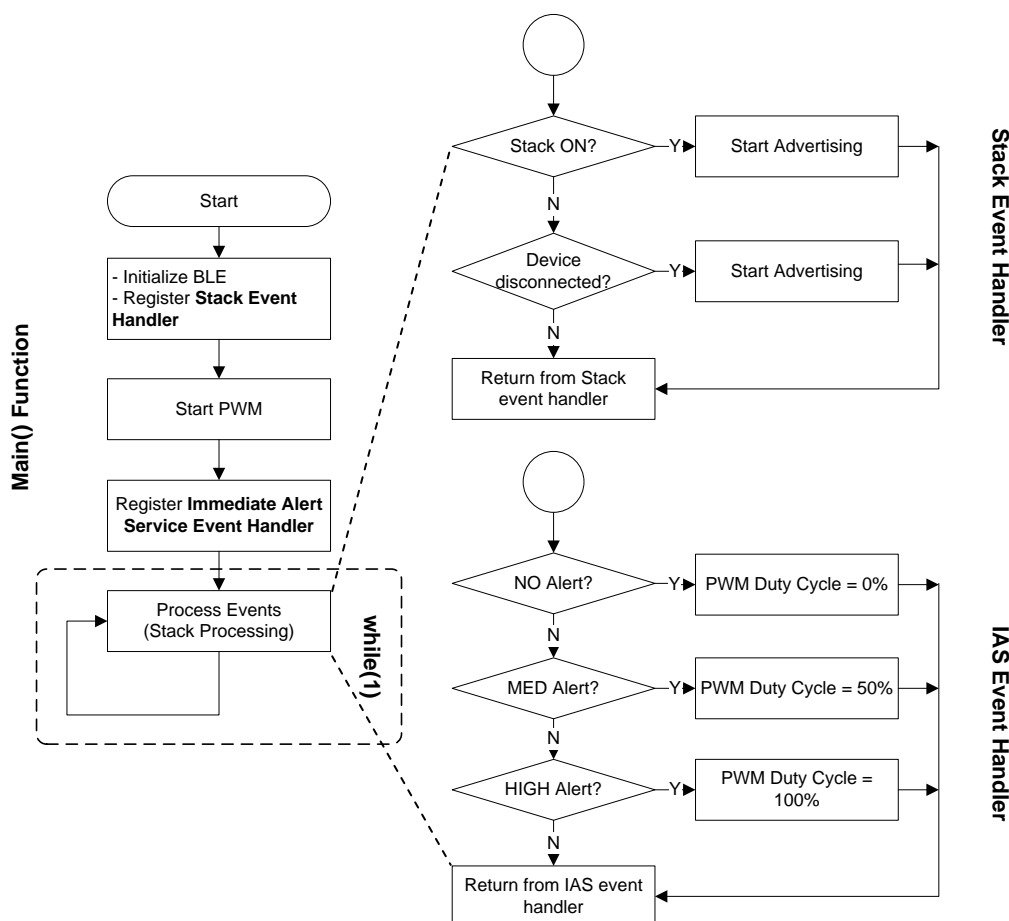 Main() Function
Start
- Initialize BLE
- Register Stack Event
Handler
Start PWM
Register Immediate Alert
Service Event Handler
Process Events
(Stack Processing)
while(1)
Stack Event Handler
Stack ON?
Y
Start Advertising
N
Device
disconnected?
Y
Start Advertising
N
Return from Stack
event handler
IAS Event Handler
NO Alert?
Y
PWM Duty Cycle = 0%
N
MED Alert?
Y
PWM Duty Cycle = 50%
N
HIGH Alert?
Y
PWM Duty Cycle =
100%
N
Return from IAS event
handler